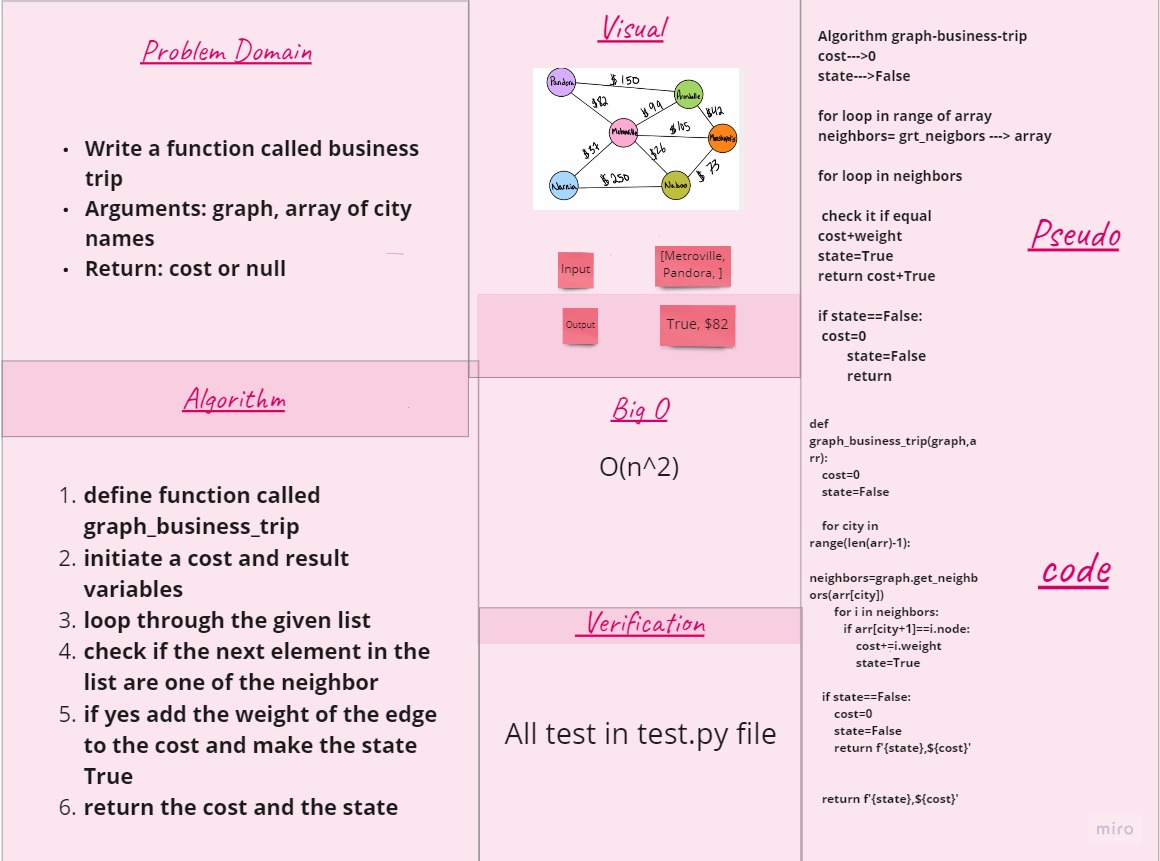 Problem Domain
• Write a function called business
trip
• Arguments: graph, array of city
names
• Return: cost or null
Algorithm
1. define function called
graph_business_trip
2. initiate a cost and result
variables
3. loop through the given list
4. check if the next element in the
list are one of the neighbor
5. if yes add the weight of the edge
to the cost and make the state
True
6. return the cost and the state
Visual
Pandora
$150
$82
Arendelle
$99
$42
Metroville
$105
$37
$26
$73
Narnia
$250
Naboo
Input
[Metroville,
Pandora, ]
Output
True, $82
Big O
O(n^2)
Verification
All test in test.py file
Algorithm graph-business-trip
cost--->0
state--->False
for loop in range of array
neighbors= grt_neigbors ---> array
for loop in neighbors
check it if equal
cost+weight
state=True
return cost+True
if state==False:
cost=0
state=False
return
Pseudo
def
graph_business_trip(graph,a
rr):
cost=0
state=False
for city in
range(len(arr)-1):
neighbors=graph.get_neighb
ors(arr[city])
for i in neighbors:
if arr[city+1]==i.node:
cost+=i.weight
state=True
if state==False:
cost=0
state=False
return f'{state},${cost}'
return f'{state},${cost}'
code
miro